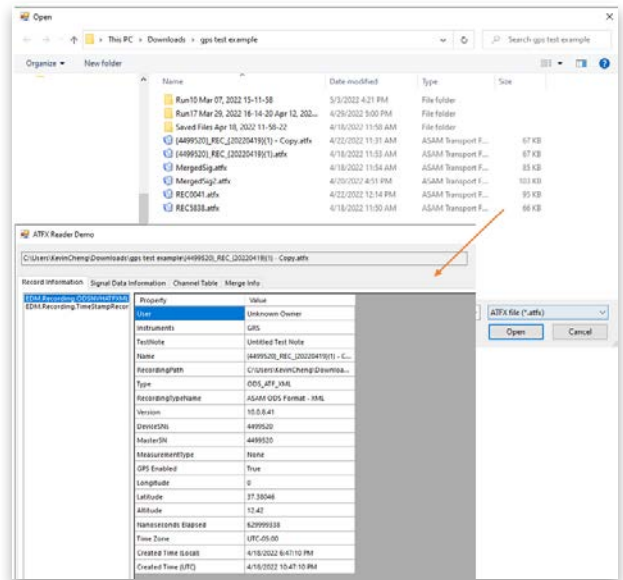 Open
This PC > Downloads > gps test example
Search gps test example
Organize
New folder
Name Date modified Type Size
Run10 Mar 07, 2022 15-11-58 5/3/2022 4:21 PM File folder
Run17 Mar 29, 2022 16-14-20 Apr 12, 202... 4/29/2022 5:00 PM File folder
Saved Files Apr 18, 2022 11-58-22 4/18/2022 11:58 AM File folder
(4499520)_REC_(20220419)(1) - Copy.atfx 4/22/2022 11:31 AM ASAM Transport F... 67 KB
(4499520)_REC_(20220419)(1).atfx 4/18/2022 11:53 AM ASAM Transport F... 67 KB
MergedSig.atfx 4/18/2022 11:54 AM ASAM Transport F... 85 KB
MergedSig2.atfx 4/20/2022 4:51 PM ASAM Transport F... 103 KB
REC0041.atfx 4/22/2022 12:14 PM ASAM Transport F... 95 KB
REC5838.atfx 4/18/2022 11:50 AM ASAM Transport F... 66 KB
ATFX file (*.atfx)
Open Cancel
ATFX Reader Demo
C:\Users\KevinCheng\Downloads\gps test example\(4499520)_REC_(20220419)(1) - Copy.atfx
Record Information Signal Data Information Channel Table Merge Info
EDM.Recording.ODSNVHATFXML
EDM.Recording.TimeStampRecor
Property Value
User Unknown Owner
Instruments GRS
TestNote Untitled Test Note
Name (4499520)_REC_(20220419)(1) - C...
RecordingPath C:\Users\KevinCheng\Downloa...
Type ODS_ATF_XML
RecordingTypeName ASAM ODS Format - XML
Version 10.0.8.41
DeviceSNs 4499520
MasterSN 4499520
MeasurementType None
GPS Enabled True
Longitude 0
Latitude 37.38046
Altitude 12.42
Nanoseconds Elapsed 629999338
Time Zone UTC-05:00
Created Time (Local) 4/18/2022 6:47:10 PM
Created Time (UTC) 4/18/2022 10:47:10 PM